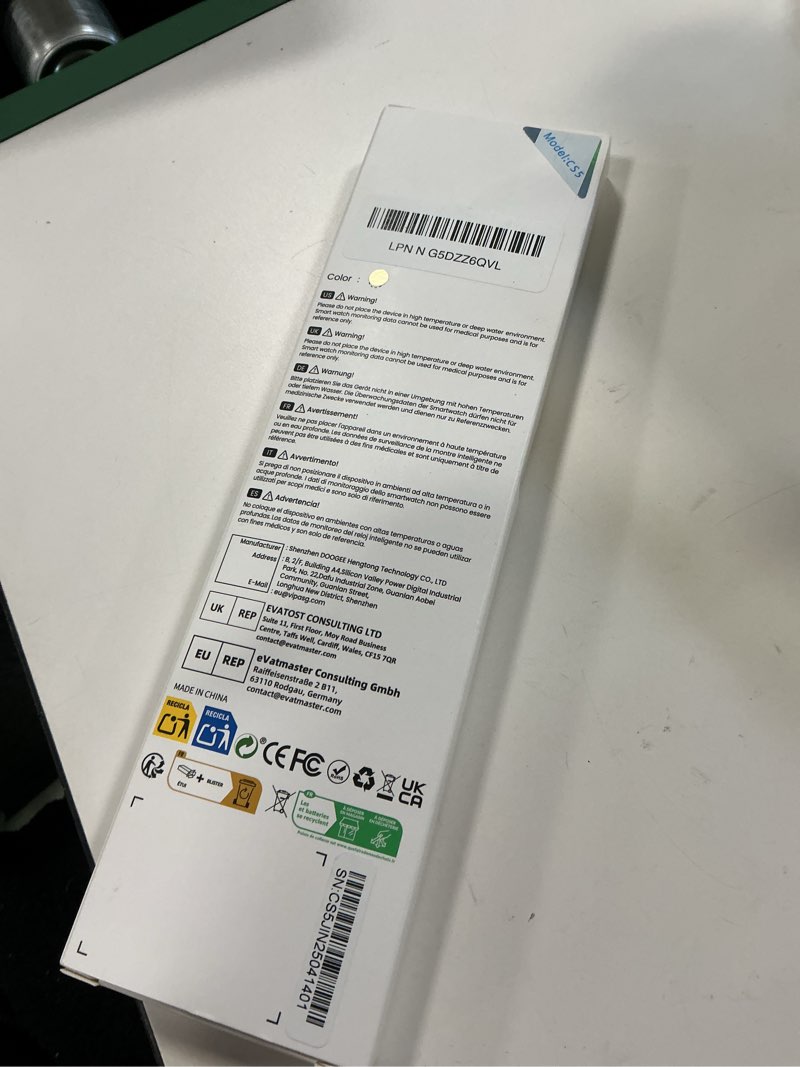 Model:CS5
LPN N G5DZZ6QVL
Color :
US Warning!
Please do not place the device in high temperature or deep water environment.
Smart watch monitoring data cannot be used for medical purposes and is for
reference only.
UK Warning!
Please do not place the device in high temperature or deep water environment.
Smart watch monitoring data cannot be used for medical purposes and is for
reference only.
DE Warnung!
Bitte platzieren Sie das Gerät nicht in einer Umgebung mit hohen Temperaturen
oder tiefem Wasser. Die Überwachungsdaten der Smartwatch dürfen nicht für
medizinische Zwecke verwendet werden und dienen nur zu Referenzzwecken.
FR Avertissement!
Veuillez ne pas placer l'appareil dans un environnement à haute température
ou en eau profonde. Les données de surveillance de la montre intelligente ne
peuvent pas être utilisées à des fins médicales et sont uniquement à titre de
référence.
IT Avvertimento!
Si prega di non posizionare il dispositivo in ambienti ad alta temperatura o in
acque profonde. I dati di monitoraggio dello smartwatch non possono essere
utilizzati per scopi medici e sono solo di riferimento.
ES Advertencia!
No coloque el dispositivo en ambientes con altas temperaturas o aguas
profundas. Los datos de monitoreo del reloj inteligente no se pueden utilizar
con fines médicos y son solo de referencia.
Manufacturer : Shenzhen DOOGEE Hengtong Technology CO., LTD
Address : B, 2/F, Building A4,Silicon Valley Power Digital Industrial
Park, No. 22,Dafu Industrial Zone, Guanlan Aobei
Community, Guanlan Street,
Longhua New District, Shenzhen
E-Mail : eu@vipasg.com
UK REP EVATOST CONSULTING LTD
Suite 11, First Floor, Moy Road Business
Centre, Taffs Well, Cardiff, Wales, CF15 7QR
contact@evatmaster.com
EU REP eVatmaster Consulting Gmbh
Raiffeisenstraße 2 B11,
63110 Rodgau, Germany
contact@evatmaster.com
MADE IN CHINA
RECICLA
RECICLA
® CE FC RoHS UK
CA
FR
ÉTUI + BLISTER
FR
Les
et batteries
se recyclent
À DÉPOSER
EN MAGASIN
À DÉPOSER
EN DÉCHÈTERIE
SN:CS5JIN25041401